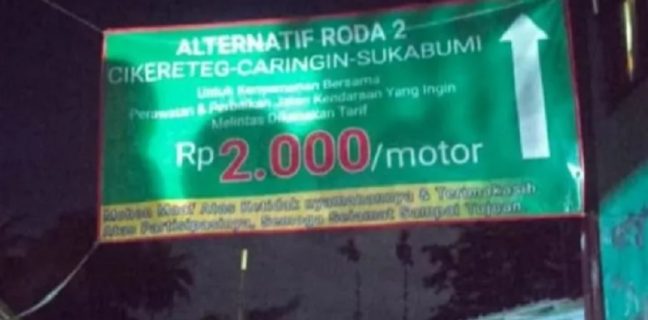 ALTERNATIF RODA 2
CIKERETEG-CARINGIN-SUKABUMI
Untuk Kenyamanan Bersama
Perawatan & Perbaikan Jalan Kendaraan Yang Ingin
Melintas Dikenakan Tarif
Rp 2.000/motor
Mohon Maaf Atas Ketidak nyamanannya & Terimakasih
Atas Partisipasinya, Semoga Selamat Sampai Tujuan.